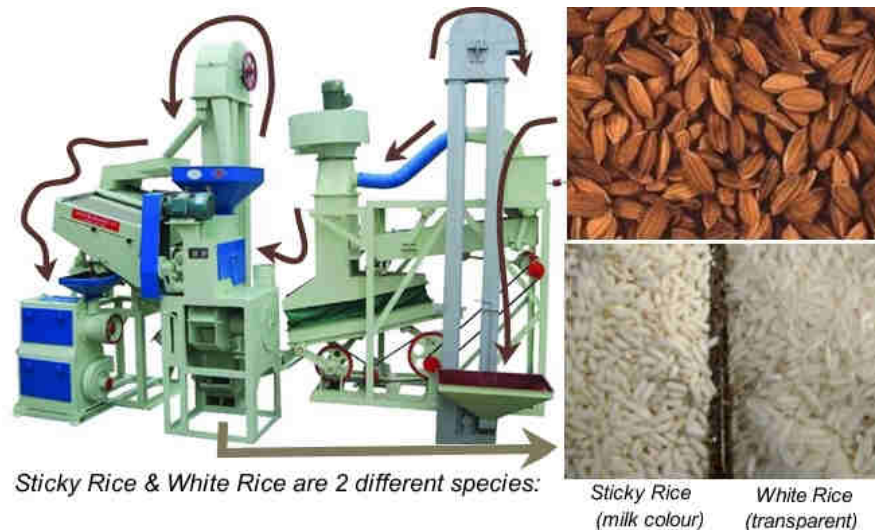 Sticky Rice & White Rice are 2 different species:
Sticky Rice
(milk colour)
White Rice
(transparent)